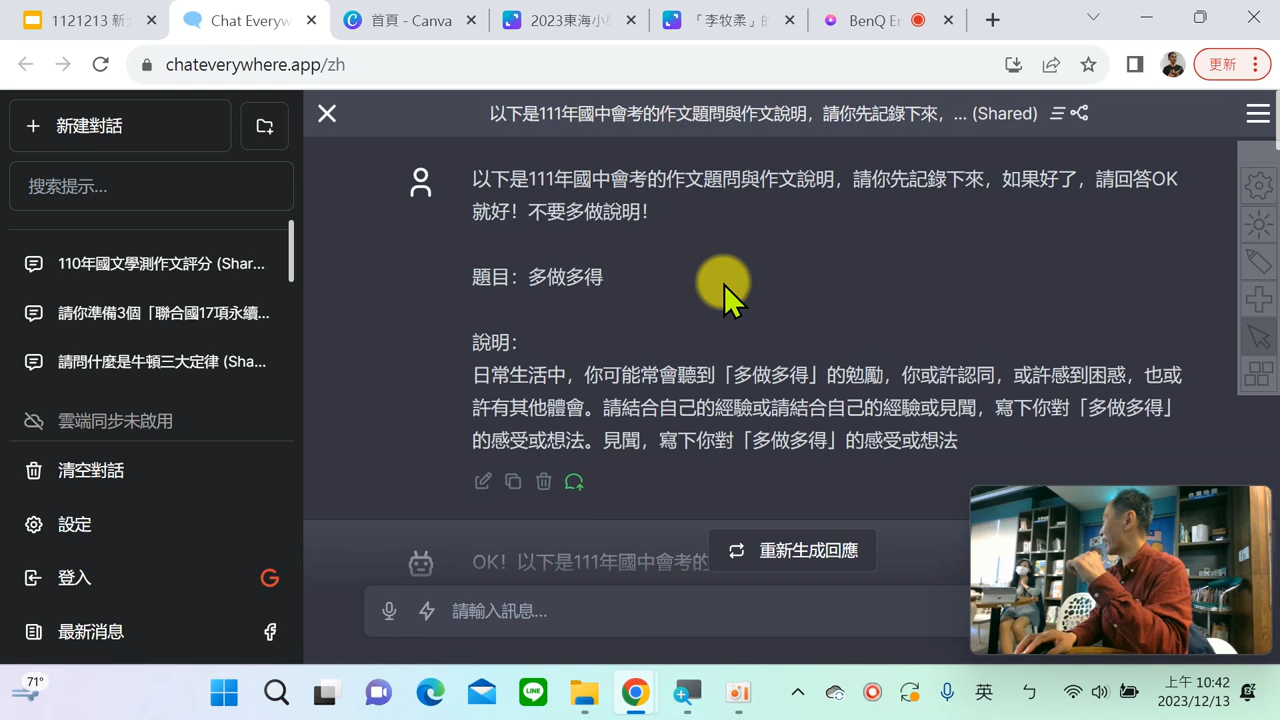 1121213 新
Chat Everyw
首頁 - Canva
2023東海小
「李牧柔」的
BenQ En
chateverywhere.app/zh
更新
新建對話
搜索提示...
110年國文學測作文評分 (Shar...
請你準備3個「聯合國17項永續...
請問什麼是牛頓三大定律 (Sha...
雲端同步未啟用
清空對話
設定
登入
最新消息
以下是111年國中會考的作文題問與作文說明，請你先記錄下來，... (Shared)
以下是111年國中會考的作文題問與作文說明，請你先記錄下來，如果好了，請回答OK
就好！不要多做說明！
題目：多做多得
說明：
日常生活中，你可能常會聽到「多做多得」的勉勵，你或許認同，或許感到困惑，也或
許有其他體會。請結合自己的經驗或請結合自己的經驗或見聞，寫下你對「多做多得」
的感受或想法。見聞，寫下你對「多做多得」的感受或想法
OK！以下是111年國中會考的
重新生成回應
請輸入訊息...
71°
LINE
英
ㄅ
上午 10:42
2023/12/13